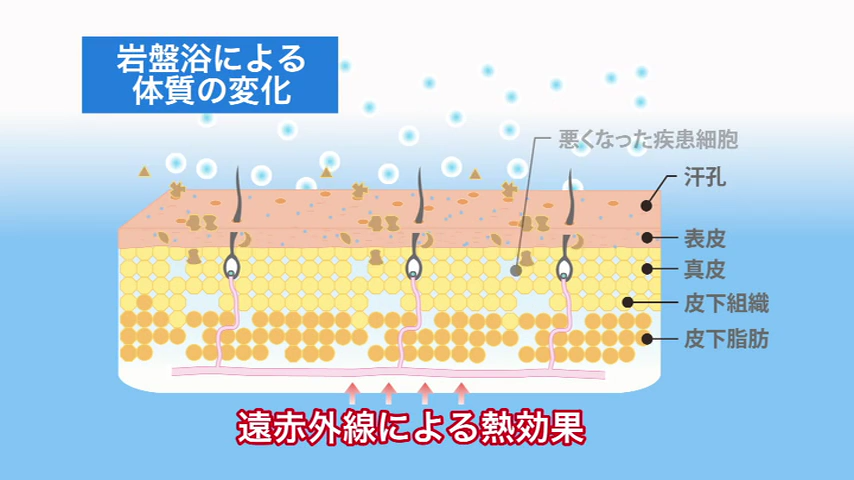 岩盤浴による
体質の変化
悪くなった疾患細胞
汗孔
表皮
真皮
皮下組織
皮下脂肪
遠赤外線による熱効果